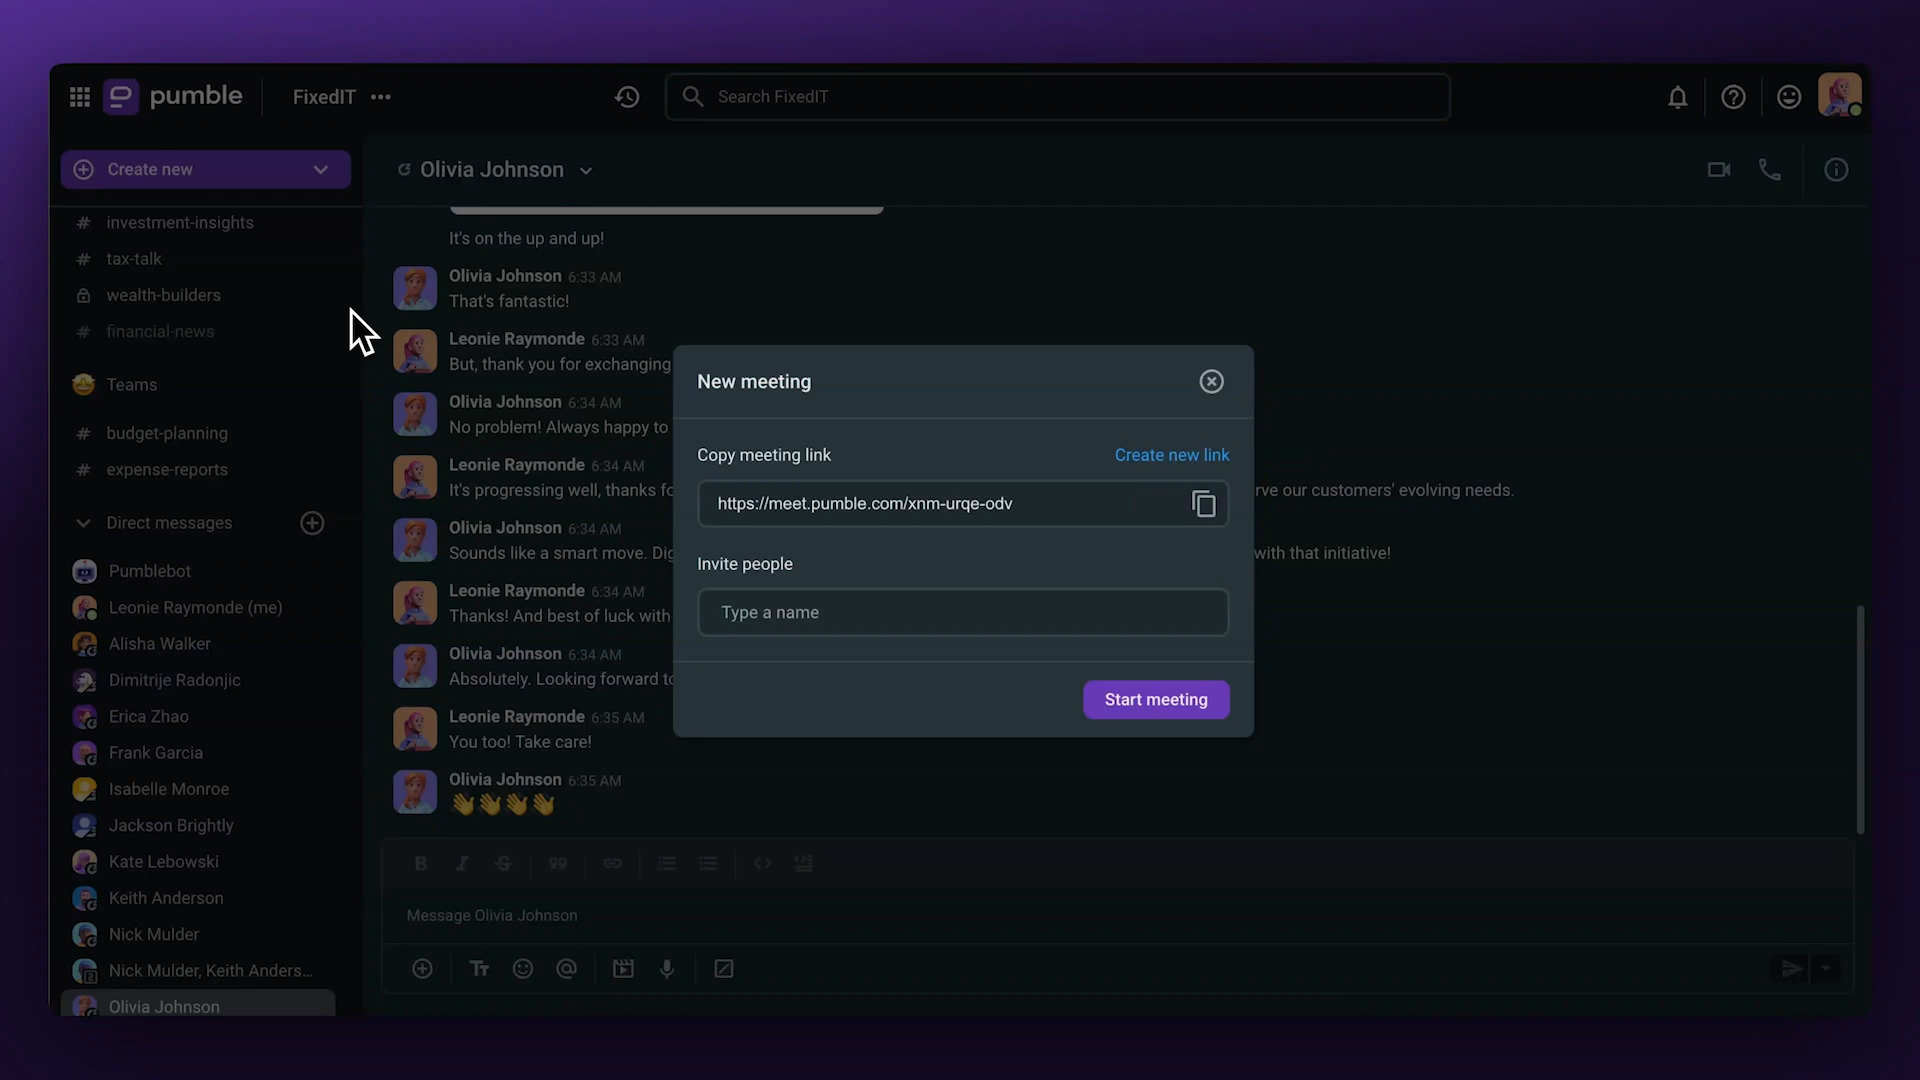 pumble
FixedIT
Search FixedIT
Create new
investment-insights
tax-talk
wealth-builders
financial-news
Teams
budget-planning
expense-reports
Direct messages
Pumblebot
Leonie Raymonde (me)
Alisha Walker
Dimitrije Radonjic
Erica Zhao
Frank Garcia
Isabelle Monroe
Jackson Brightly
Kate Lebowski
Keith Anderson
Nick Mulder
Nick Mulder, Keith Anders...
Olivia Johnson
Olivia Johnson
It's on the up and up!
Olivia Johnson 6:33 AM
That's fantastic!
Leonie Raymonde 6:33 AM
But, thank you for exchanging
Olivia Johnson 6:34 AM
No problem! Always happy to
Leonie Raymonde 6:34 AM
It's progressing well, thanks fo rve our customers' evolving needs.
Olivia Johnson 6:34 AM
Sounds like a smart move. Dig with that initiative!
Leonie Raymonde 6:34 AM
Thanks! And best of luck with
Olivia Johnson 6:34 AM
Absolutely. Looking forward to
Leonie Raymonde 6:35 AM
You too! Take care!
Olivia Johnson 6:35 AM
Message Olivia Johnson
New meeting
Copy meeting link Create new link
https://meet.pumble.com/xnm-urqe-odv
Invite people
Type a name
Start meeting